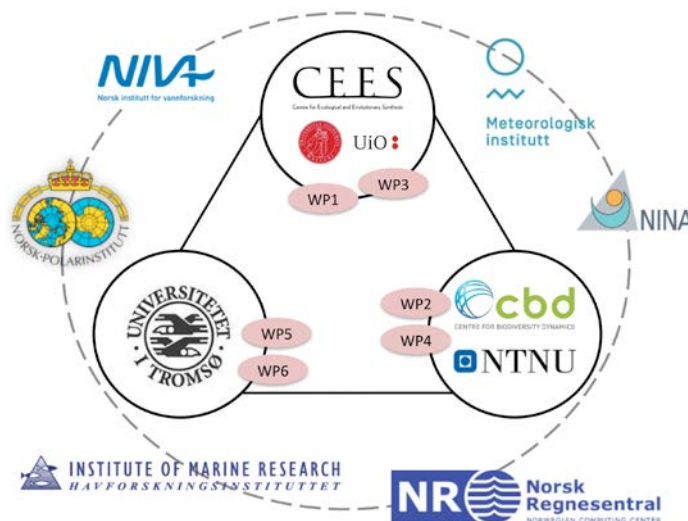 NIVA
Norsk institutt for vannforskning
CEES
Centre for Ecological and Evolutionary Synthesis
UiO:
Meteorologisk
institutt
WP1
WP3
NORSK-POLARINSTITUTT
NINA
UNIVERSITETET
I TROMSØ
WP5
WP6
WP2
WP4
cbd
CENTRE FOR BIODIVERSITY DYNAMICS
NTNU
INSTITUTE OF MARINE RESEARCH
HAVFORSKNINGSINSTITUTTET
NR
Norsk
Regnesentral
NORWEGIAN COMPUTING CENTER